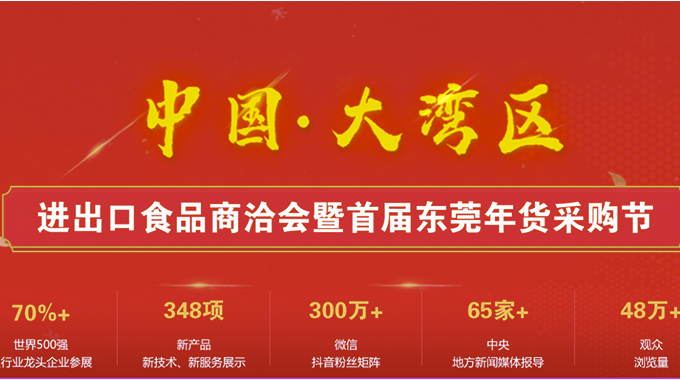 中国·大湾区
进出口食品商洽会暨首届东莞年货采购节
70%+
世界500强
行业龙头企业参展
348项
新产品
新技术、新服务展示
300万+
微信
抖音粉丝矩阵
65家+
中央
地方新闻媒体报导
48万+
观众
浏览量